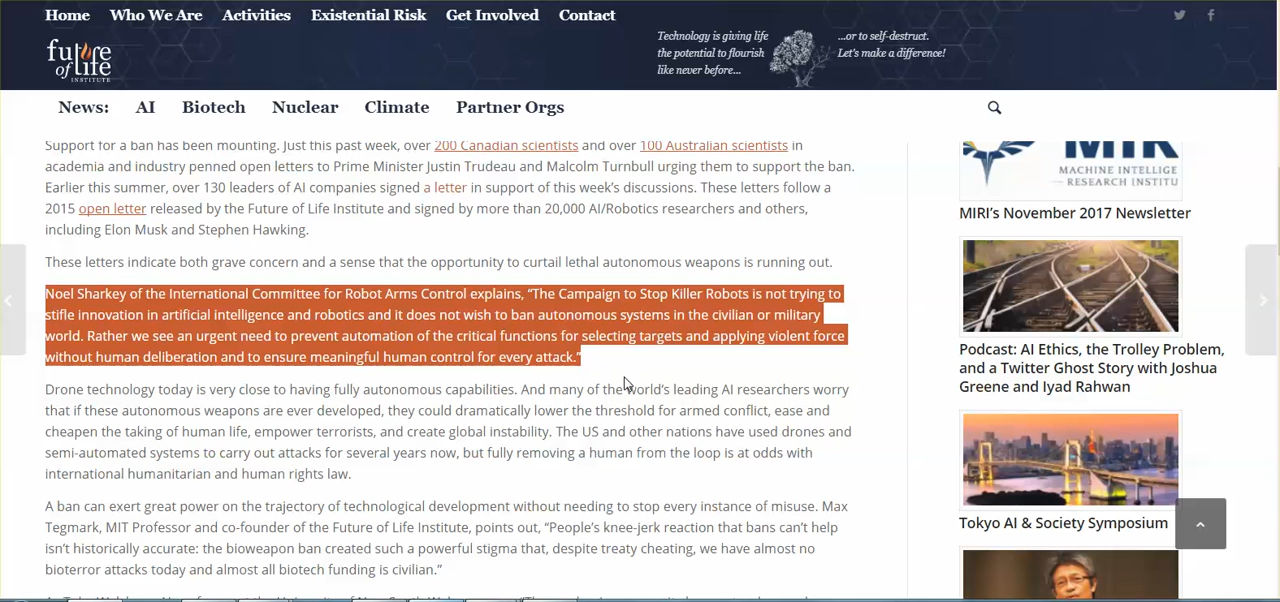 Home Who We Are Activities Existential Risk Get Involved Contact
future
of life
INSTITUTE
Technology is giving life
the potential to flourish
like never before...
...or to self-destruct.
Let's make a difference!
News: AI Biotech Nuclear Climate Partner Orgs
Support for a ban has been mounting. Just this past week, over 200 Canadian scientists and over 100 Australian scientists in
academia and industry penned open letters to Prime Minister Justin Trudeau and Malcolm Turnbull urging them to support the ban.
Earlier this summer, over 130 leaders of AI companies signed a letter in support of this week's discussions. These letters follow a
2015 open letter released by the Future of Life Institute and signed by more than 20,000 AI/Robotics researchers and others,
including Elon Musk and Stephen Hawking.
These letters indicate both grave concern and a sense that the opportunity to curtail lethal autonomous weapons is running out.
Noel Sharkey of the International Committee for Robot Arms Control explains, “The Campaign to Stop Killer Robots is not trying to
stifle innovation in artificial intelligence and robotics and it does not wish to ban autonomous systems in the civilian or military
world. Rather we see an urgent need to prevent automation of the critical functions for selecting targets and applying violent force
without human deliberation and to ensure meaningful human control for every attack.”
Drone technology today is very close to having fully autonomous capabilities. And many of the world's leading AI researchers worry
that if these autonomous weapons are ever developed, they could dramatically lower the threshold for armed conflict, ease and
cheapen the taking of human life, empower terrorists, and create global instability. The US and other nations have used drones and
semi-automated systems to carry out attacks for several years now, but fully removing a human from the loop is at odds with
international humanitarian and human rights law.
A ban can exert great power on the trajectory of technological development without needing to stop every instance of misuse. Max
Tegmark, MIT Professor and co-founder of the Future of Life Institute, points out, “People's knee-jerk reaction that bans can't help
isn't historically accurate: the bioweapon ban created such a powerful stigma that, despite treaty cheating, we have almost no
bioterror attacks today and almost all biotech funding is civilian.”
MACHINE INTELLIGE
RESEARCH INSTITU
MIRI's November 2017 Newsletter
Podcast: AI Ethics, the Trolley Problem,
and a Twitter Ghost Story with Joshua
Greene and Iyad Rahwan
Tokyo AI & Society Symposium